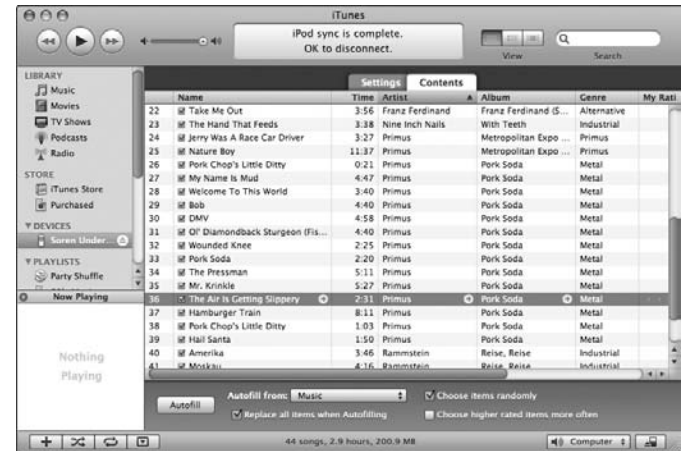 iTunes
iPod sync is complete.
OK to disconnect.
View
Search
LIBRARY
Music
Movies
TV Shows
Podcasts
Radio
STORE
iTunes Store
Purchased
DEVICES
Soren Under...
PLAYLISTS
Party Shuffle
Now Playing
Nothing
Playing
Settings Contents
Name Time Artist Album Genre My Rati
22 Take Me Out 3:56 Franz Ferdinand Franz Ferdinand (S... Alternative
23 The Hand That Feeds 3:38 Nine Inch Nails With Teeth Industrial
24 Jerry Was A Race Car Driver 3:27 Primus Metropolitan Expo ... Primus
25 Nature Boy 11:37 Primus Metropolitan Expo ... Primus
26 Pork Chop's Little Ditty 0:21 Primus Pork Soda Metal
27 My Name Is Mud 4:47 Primus Pork Soda Metal
28 Welcome To This World 3:40 Primus Pork Soda Metal
29 Bob 4:40 Primus Pork Soda Metal
30 DMV 4:58 Primus Pork Soda Metal
31 Ol' Diamondback Sturgeon (Fis... 4:40 Primus Pork Soda Metal
32 Wounded Knee 2:25 Primus Pork Soda Metal
33 Pork Soda 2:20 Primus Pork Soda Metal
34 The Pressman 5:11 Primus Pork Soda Metal
35 Mr. Krinkle 5:27 Primus Pork Soda Metal
36 The Air Is Getting Slippery 2:31 Primus Pork Soda Metal
37 Hamburger Train 8:11 Primus Pork Soda Metal
38 Pork Chop's Little Ditty 1:03 Primus Pork Soda Metal
39 Hail Santa 1:50 Primus Pork Soda Metal
40 Amerika 3:46 Rammstein Reise, Reise Industrial
41 Moskau 4:16 Rammstein Reise, Reise Industrial
Autofill
Autofill from: Music
Choose items randomly
Replace all items when Autofilling
Choose higher rated items more often
44 songs, 2.9 hours, 200.9 MB
Computer